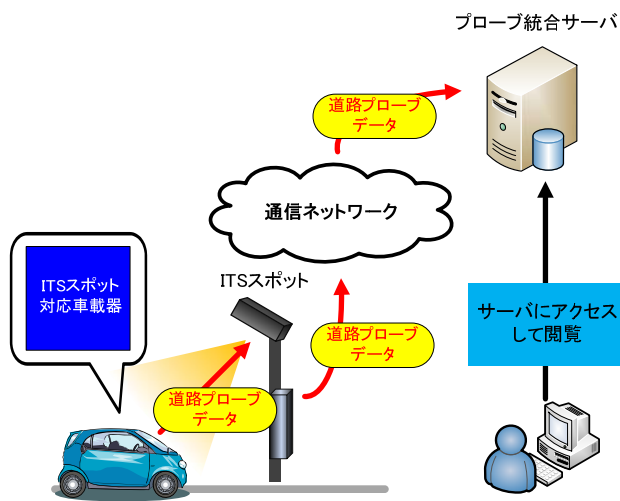 プローブ統合サーバ
道路プローブ
データ
通信ネットワーク
ITSスポット
対応車載器
ITSスポット
道路プローブ
データ
サーバにアクセス
して閲覧
道路プローブ
データ